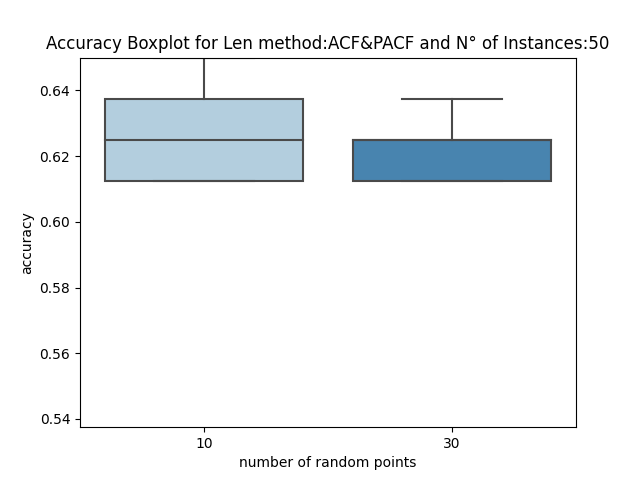 Accuracy Boxplot for Len method:ACF&PACF and N° of Instances:50
0.64
0.62
0.60
0.58
0.56
0.54
accuracy
10 30
number of random points